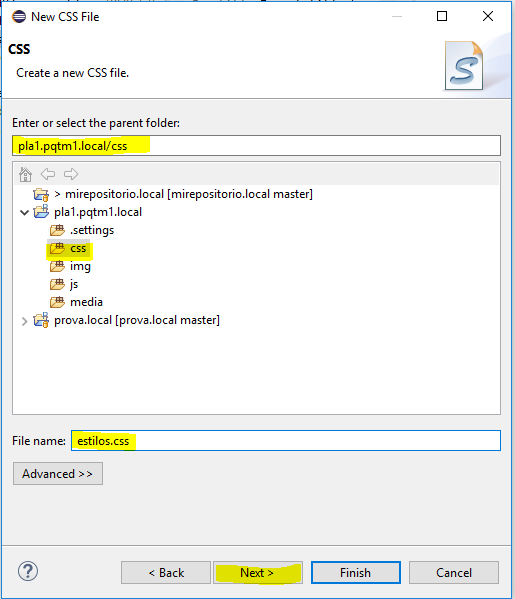 New CSS File
CSS
Create a new CSS file.
S
Enter or select the parent folder:
pla1.pqtm1.local/css
> mirepositorio.local [mirepositorio.local master]
pla1.pqtm1.local
.settings
css
img
js
media
prova.local [prova.local master]
File name: estilos.css
Advanced >>
? < Back Next > Finish Cancel